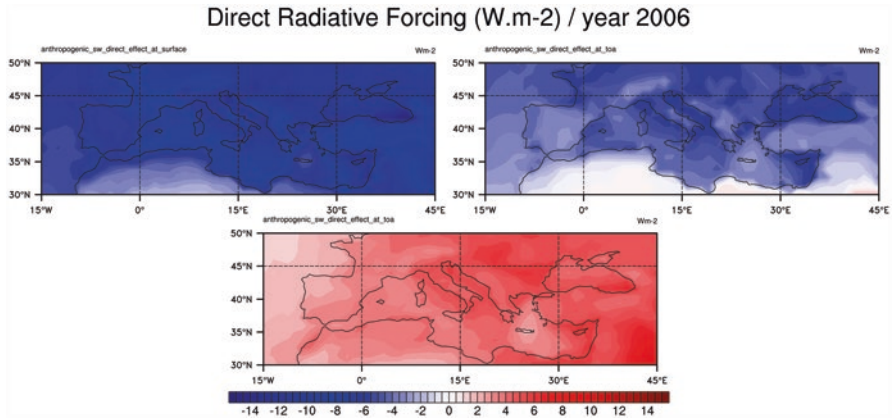 Direct Radiative Forcing (W.m-2) / year 2006
anthropogenic_sw_direct_effect_at_surface Wm-2
50°N
45°N
40°N
35°N
30°N
15°W 0° 15°E 30°E 45°E
anthropogenic_sw_direct_effect_at_toa Wm-2
50°N
45°N
40°N
35°N
30°N
15°W 0° 15°E 30°E 45°E
anthropogenic_sw_direct_effect_at_toa Wm-2
50°N
45°N
40°N
35°N
30°N
15°W 0° 15°E 30°E 45°E
-14 -12 -10 -8 -6 -4 -2 0 2 4 6 8 10 12 14